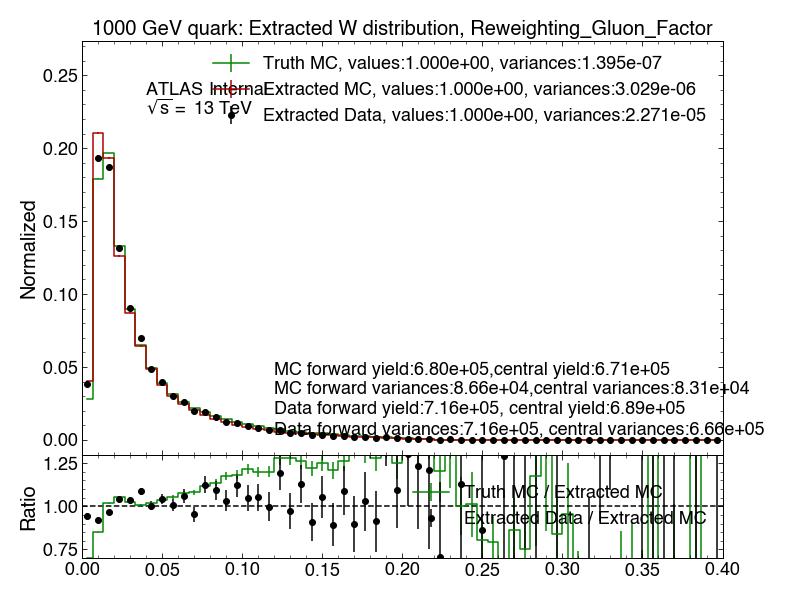 1000 GeV quark: Extracted W distribution, Reweighting_Gluon_Factor
Truth MC, values:1.000e+00, variances:1.395e-07
ATLAS Internal
Extracted MC, values:1.000e+00, variances:3.029e-06
√s = 13 TeV
Extracted Data, values:1.000e+00, variances:2.271e-05
0.25
0.20
0.15
0.10
0.05
0.00
Normalized
MC forward yield:6.80e+05,central yield:6.71e+05
MC forward variances:8.66e+04,central variances:8.31e+04
Data forward yield:7.16e+05, central yield:6.89e+05
Data forward variances:7.16e+05, central variances:6.66e+05
1.25
1.00
0.75
Ratio
Truth MC / Extracted MC
Extracted Data / Extracted MC
0.00 0.05 0.10 0.15 0.20 0.25 0.30 0.35 0.40